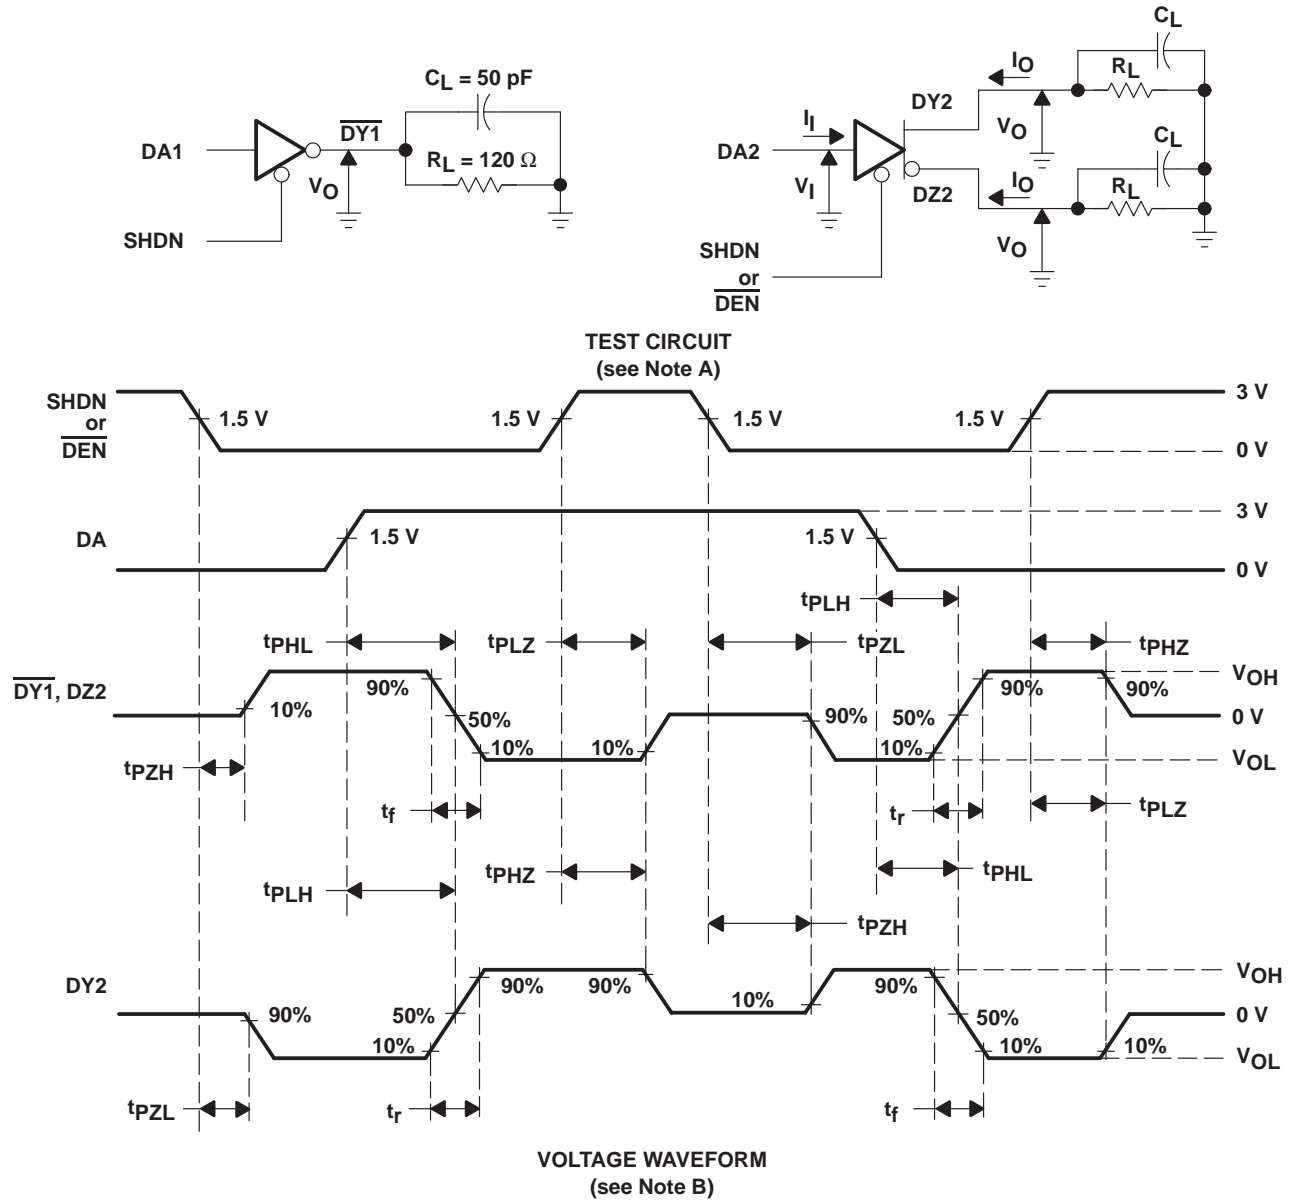 CL
CL = 50 pF
IO
RL
DY1
DY2
DA1
II
VO
CL
RL = 120 Ω
DA2
VO
VI
IO
RL
DZ2
SHDN
VO
SHDN
or
DEN
TEST CIRCUIT
(see Note A)
SHDN
or
DEN
1.5 V
1.5 V
1.5 V
1.5 V
3 V
0 V
DA
1.5 V
1.5 V
3 V
0 V
tPLH
tPHL
tPLZ
tPZL
tPHZ
DY1, DZ2
10%
90%
50%
10%
10%
90%
50%
10%
90%
90%
VOH
0 V
VOL
tPZH
tf
tr
tPLZ
tPLH
tPHZ
tPHL
tPZH
DY2
90%
50%
10%
90%
90%
10%
90%
50%
10%
10%
VOH
0 V
VOL
tPZL
tr
tf
VOLTAGE WAVEFORM
(see Note B)